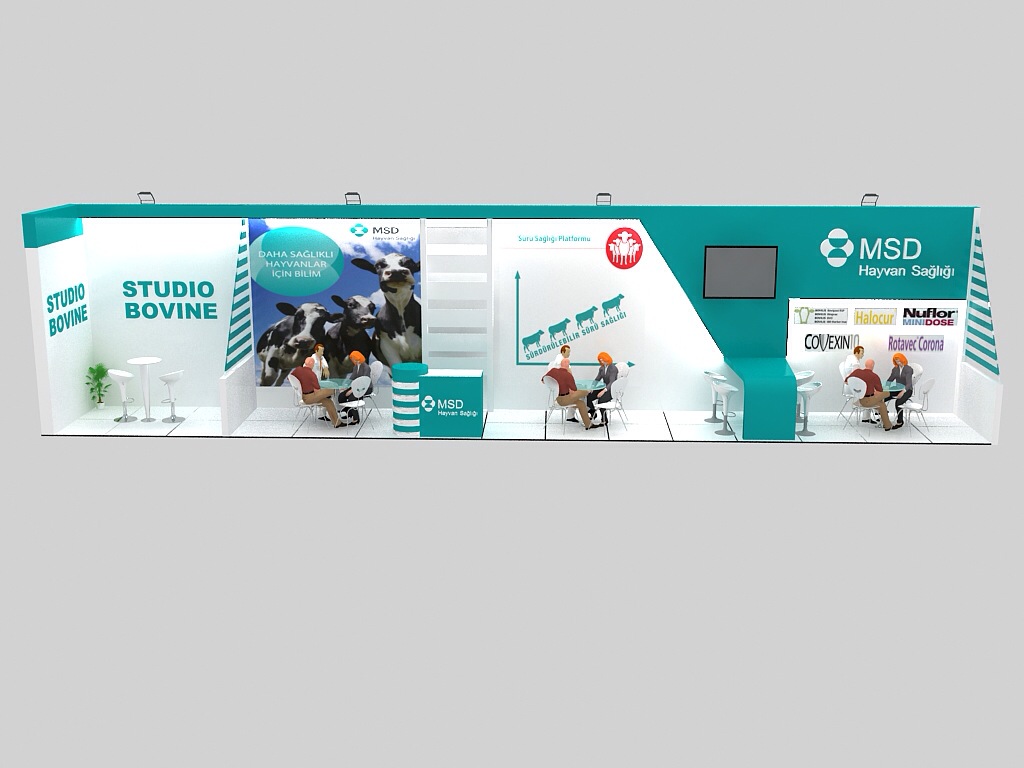 STUDIO
BOVINE
STUDIO
BOVINE
MSD
Hayvan Sağlığı
DAHA SAĞLIKLI
HAYVANLAR
İÇİN BİLİM
MSD
Hayvan Sağlığı
Sürü Sağlığı Platformu
SÜRDÜRÜLEBİLİR SÜRÜ SAĞLIĞI
MSD
Hayvan Sağlığı
Halocur
Nuflor
MINIDOSE
COVEXIN 10
Rotavec Corona